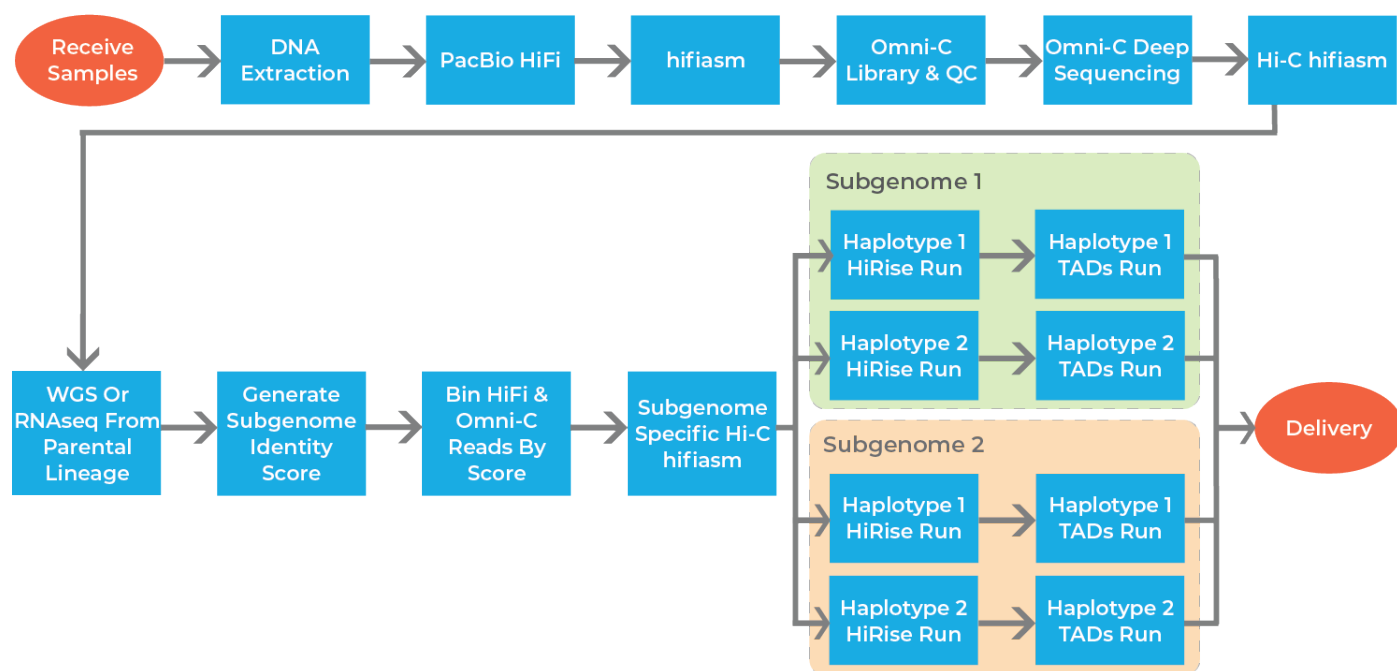 Receive
Samples
DNA
Extraction
PacBio HiFi
hifiasm
Omni-C
Library & QC
Omni-C Deep
Sequencing
Hi-C hifiasm
WGS Or
RNAseq From
Parental
Lineage
Generate
Subgenome
Identity
Score
Bin HiFi &
Omni-C
Reads By
Score
Subgenome
Specific Hi-C
hifiasm
Subgenome 1
Haplotype 1
HiRise Run
Haplotype 1
TADs Run
Haplotype 2
HiRise Run
Haplotype 2
TADs Run
Subgenome 2
Haplotype 1
HiRise Run
Haplotype 1
TADs Run
Haplotype 2
HiRise Run
Haplotype 2
TADs Run
Delivery